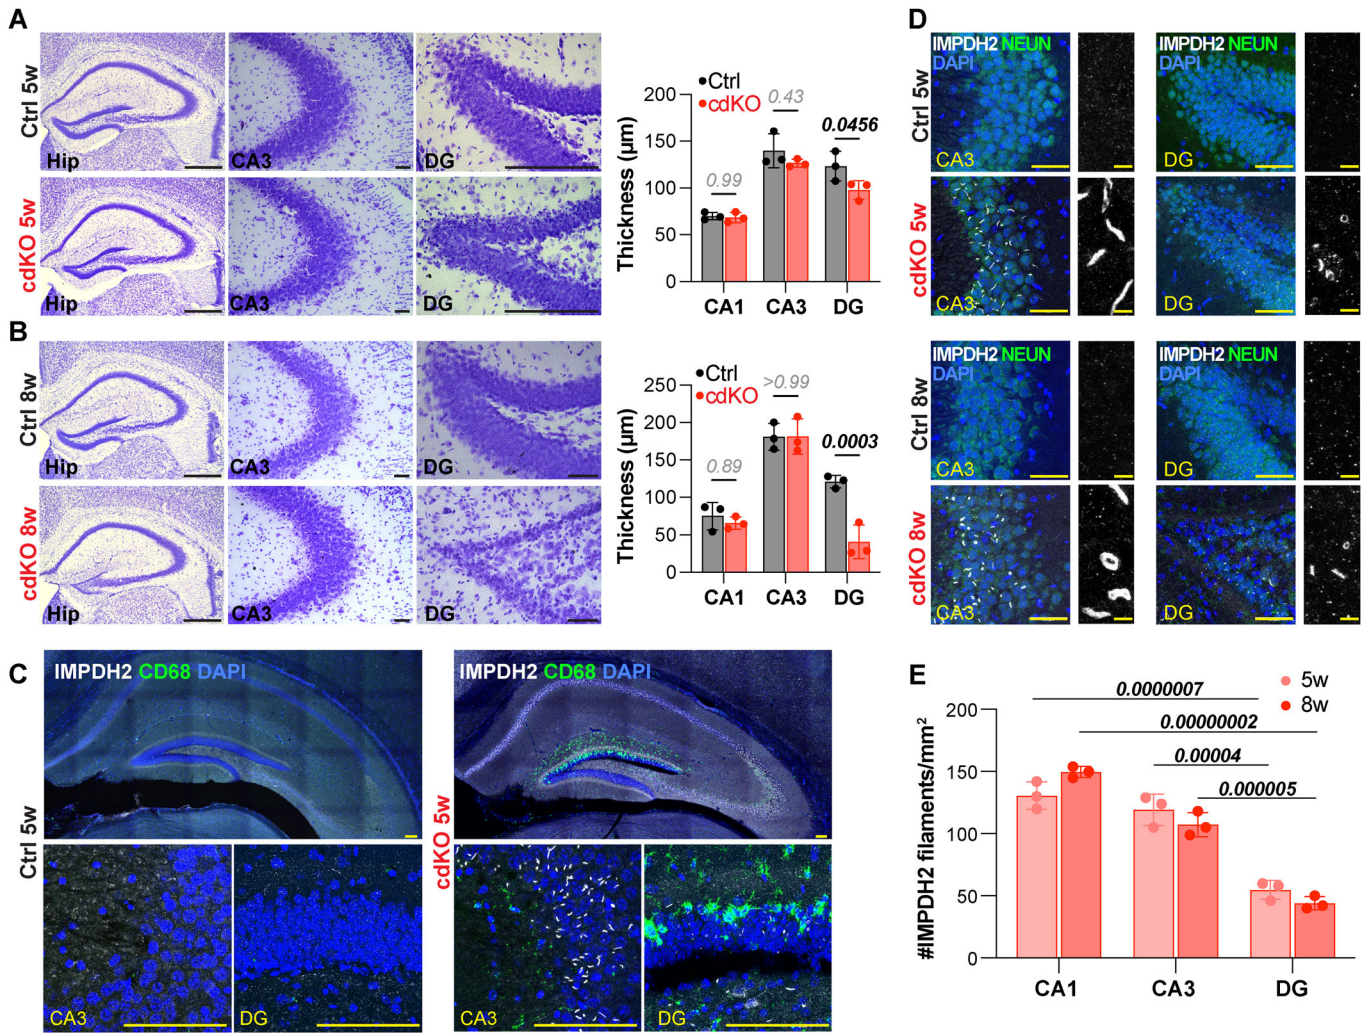 A
Ctrl 5w
Hip
CA3
DG
cdKO 5w
Hip
CA3
DG
Thickness (µm)
200
150
100
50
0
Ctrl
cdKO
0.99
0.43
0.0456
CA1
CA3
DG
B
Ctrl 8w
Hip
CA3
DG
cdKO 8w
Hip
CA3
DG
Thickness (µm)
250
200
150
100
50
0
Ctrl
cdKO
0.89
>0.99
0.0003
CA1
CA3
DG
C
Ctrl 5w
IMPDH2 CD68 DAPI
CA3
DG
cdKO 5w
IMPDH2 CD68 DAPI
CA3
DG
D
Ctrl 5w
IMPDH2 NEUN
DAPI
CA3
IMPDH2 NEUN
DAPI
DG
cdKO 5w
CA3
DG
Ctrl 8w
IMPDH2 NEUN
DAPI
CA3
IMPDH2 NEUN
DAPI
DG
cdKO 8w
CA3
DG
E
5w
8w
0.0000007
0.00000002
0.00004
0.000005
#IMPDH2 filaments/mm²
200
150
100
50
0
CA1
CA3
DG